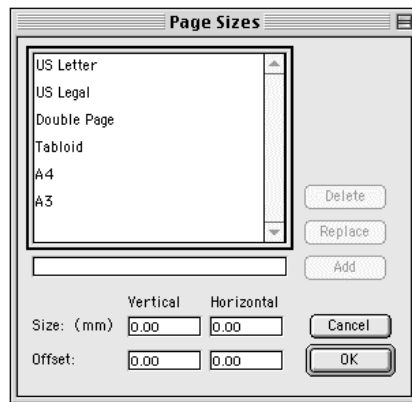 Page Sizes
US Letter
US Legal
Double Page
Tabloid
A4
A3
Delete
Replace
Add
Vertical Horizontal
Size: (mm) 0.00 0.00 Cancel
Offset: 0.00 0.00 OK